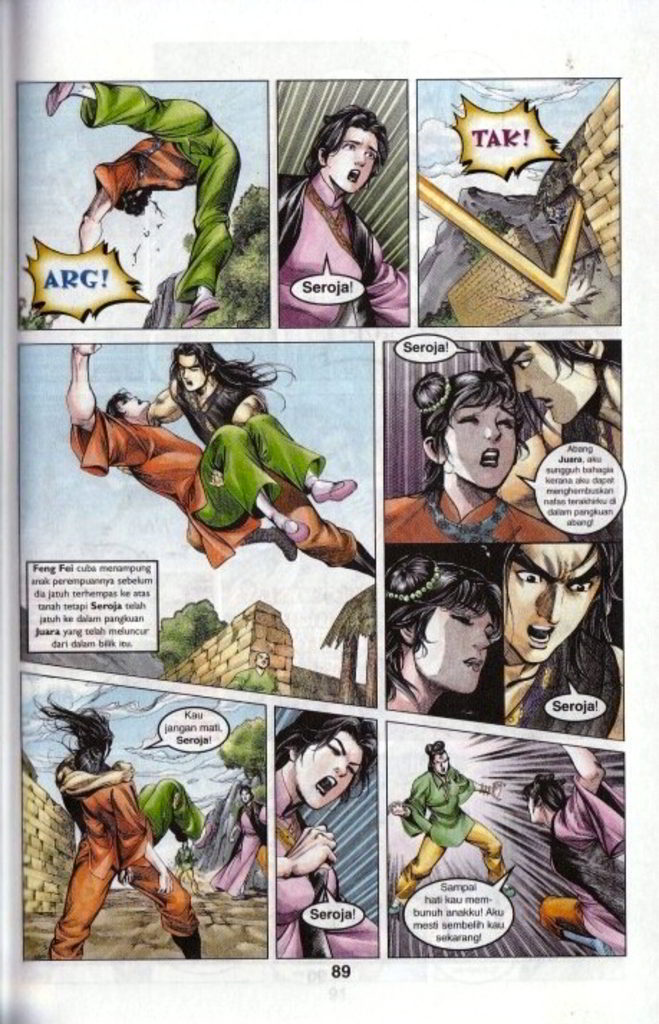 ARG!
Seroja!
TAK!
Feng Fei cuba menampung
anak perempuannya sebelum
dia jatuh terhempas ke atas
tanah tetapi Seroja telah
jatuh ke dalam pangkuan
Juara yang telah meluncur
dari dalam bilik itu.
Seroja!
Abang
Juara, aku
sungguh bahagia
kerana aku dapat
menghembuskan
nafas terakhirku di
dalam pangkuan
abang!
Seroja!
Kau
jangan mati,
Seroja!
Seroja!
Sampai
hati kau mem-
bunuh anakku! Aku
mesti sembelih kau
sekarang!
89